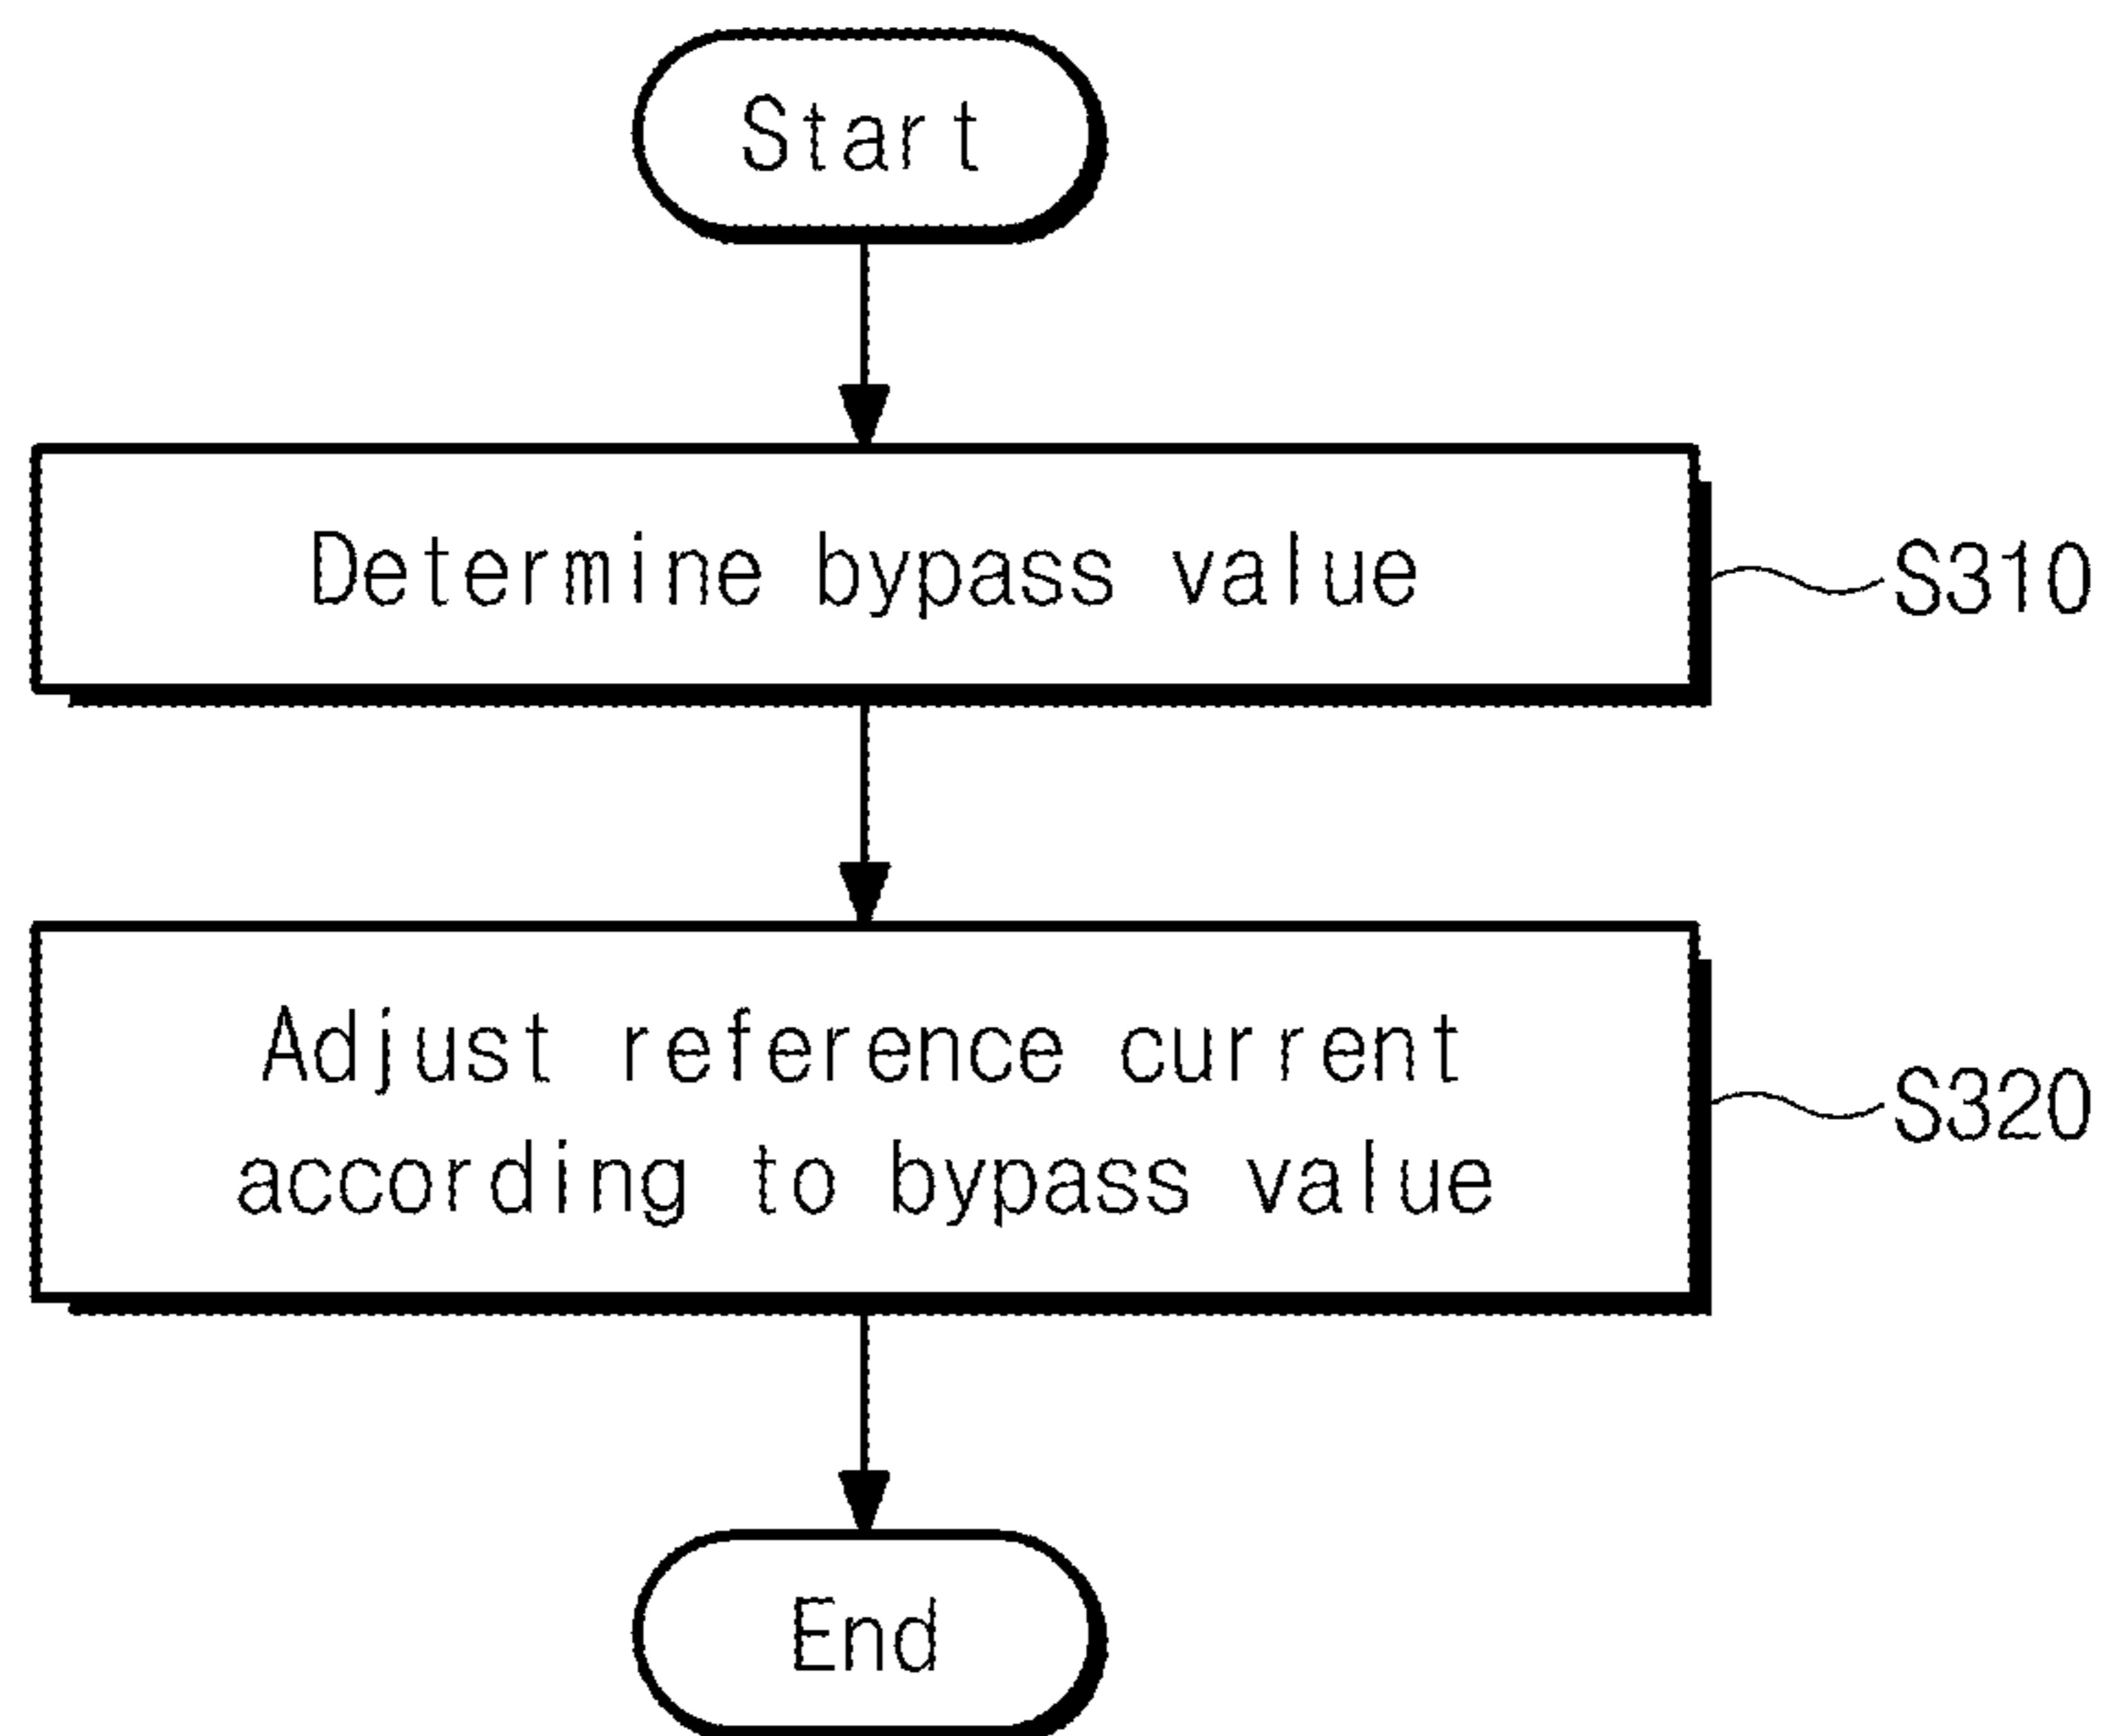 Start
Determine bypass value
S310
Adjust reference current
according to bypass value
S320
End